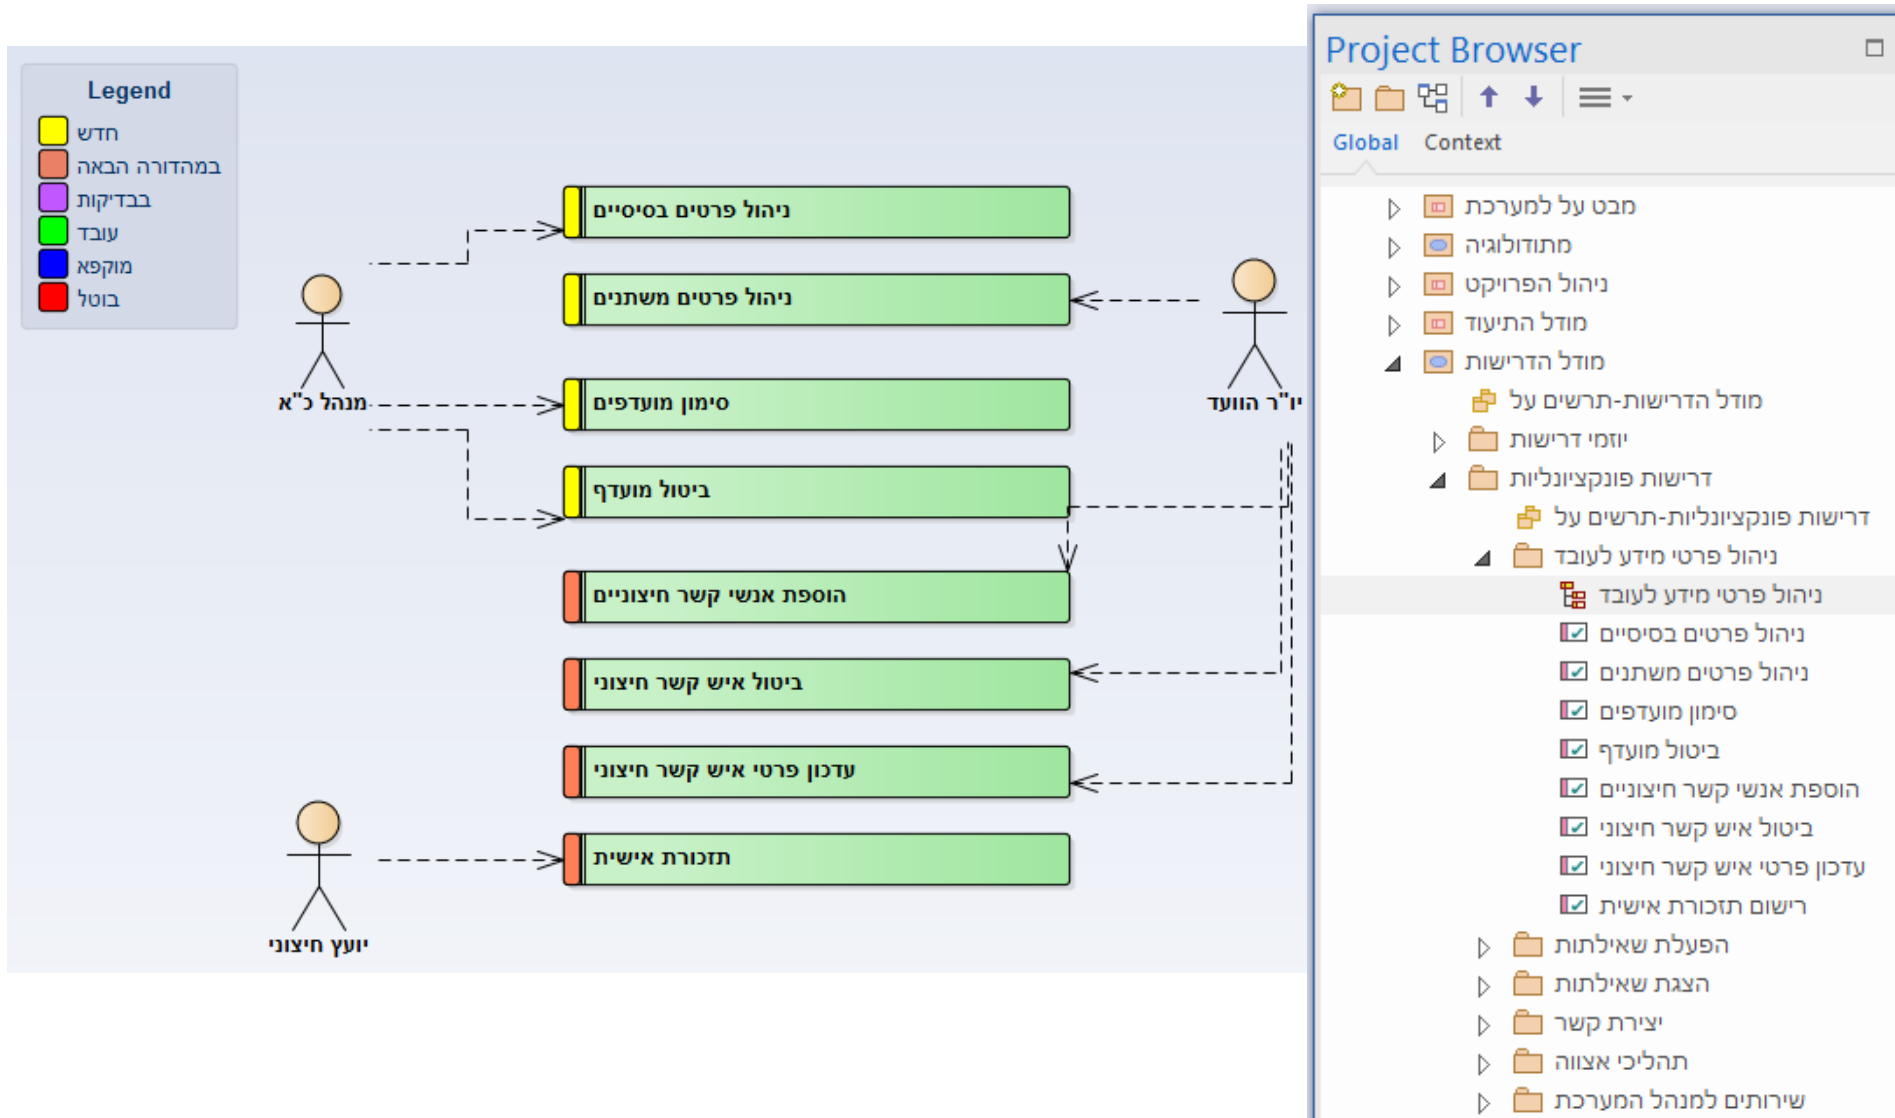 Legend
חדש
במהדורה הבאה
בבדיקות
עובד
מוקפא
בוטל
ניהול פרטים בסיסיים
ניהול פרטים משתנים
סימון מועדפים
ביטול מועדף
הוספת אנשי קשר חיצוניים
ביטול איש קשר חיצוני
עדכון פרטי איש קשר חיצוני
תזכורת אישית
מנהל כ"א
יו"ר הוועד
יועץ חיצוני
Project Browser
Global Context
מבט על למערכת
מתודולוגיה
ניהול הפרויקט
מודל התיעוד
מודל הדרישות
מודל הדרישות-תרשים על
יוזמי דרישות
דרישות פונקציונליות
דרישות פונקציונליות-תרשים על
ניהול פרטי מידע לעובד
ניהול פרטי מידע לעובד
ניהול פרטים בסיסיים
ניהול פרטים משתנים
סימון מועדפים
ביטול מועדף
הוספת אנשי קשר חיצוניים
ביטול איש קשר חיצוני
עדכון פרטי איש קשר חיצוני
רישום תזכורת אישית
הפעלת שאילתות
הצגת שאילתות
יצירת קשר
תהליכי אצווה
שירותים למנהל המערכת